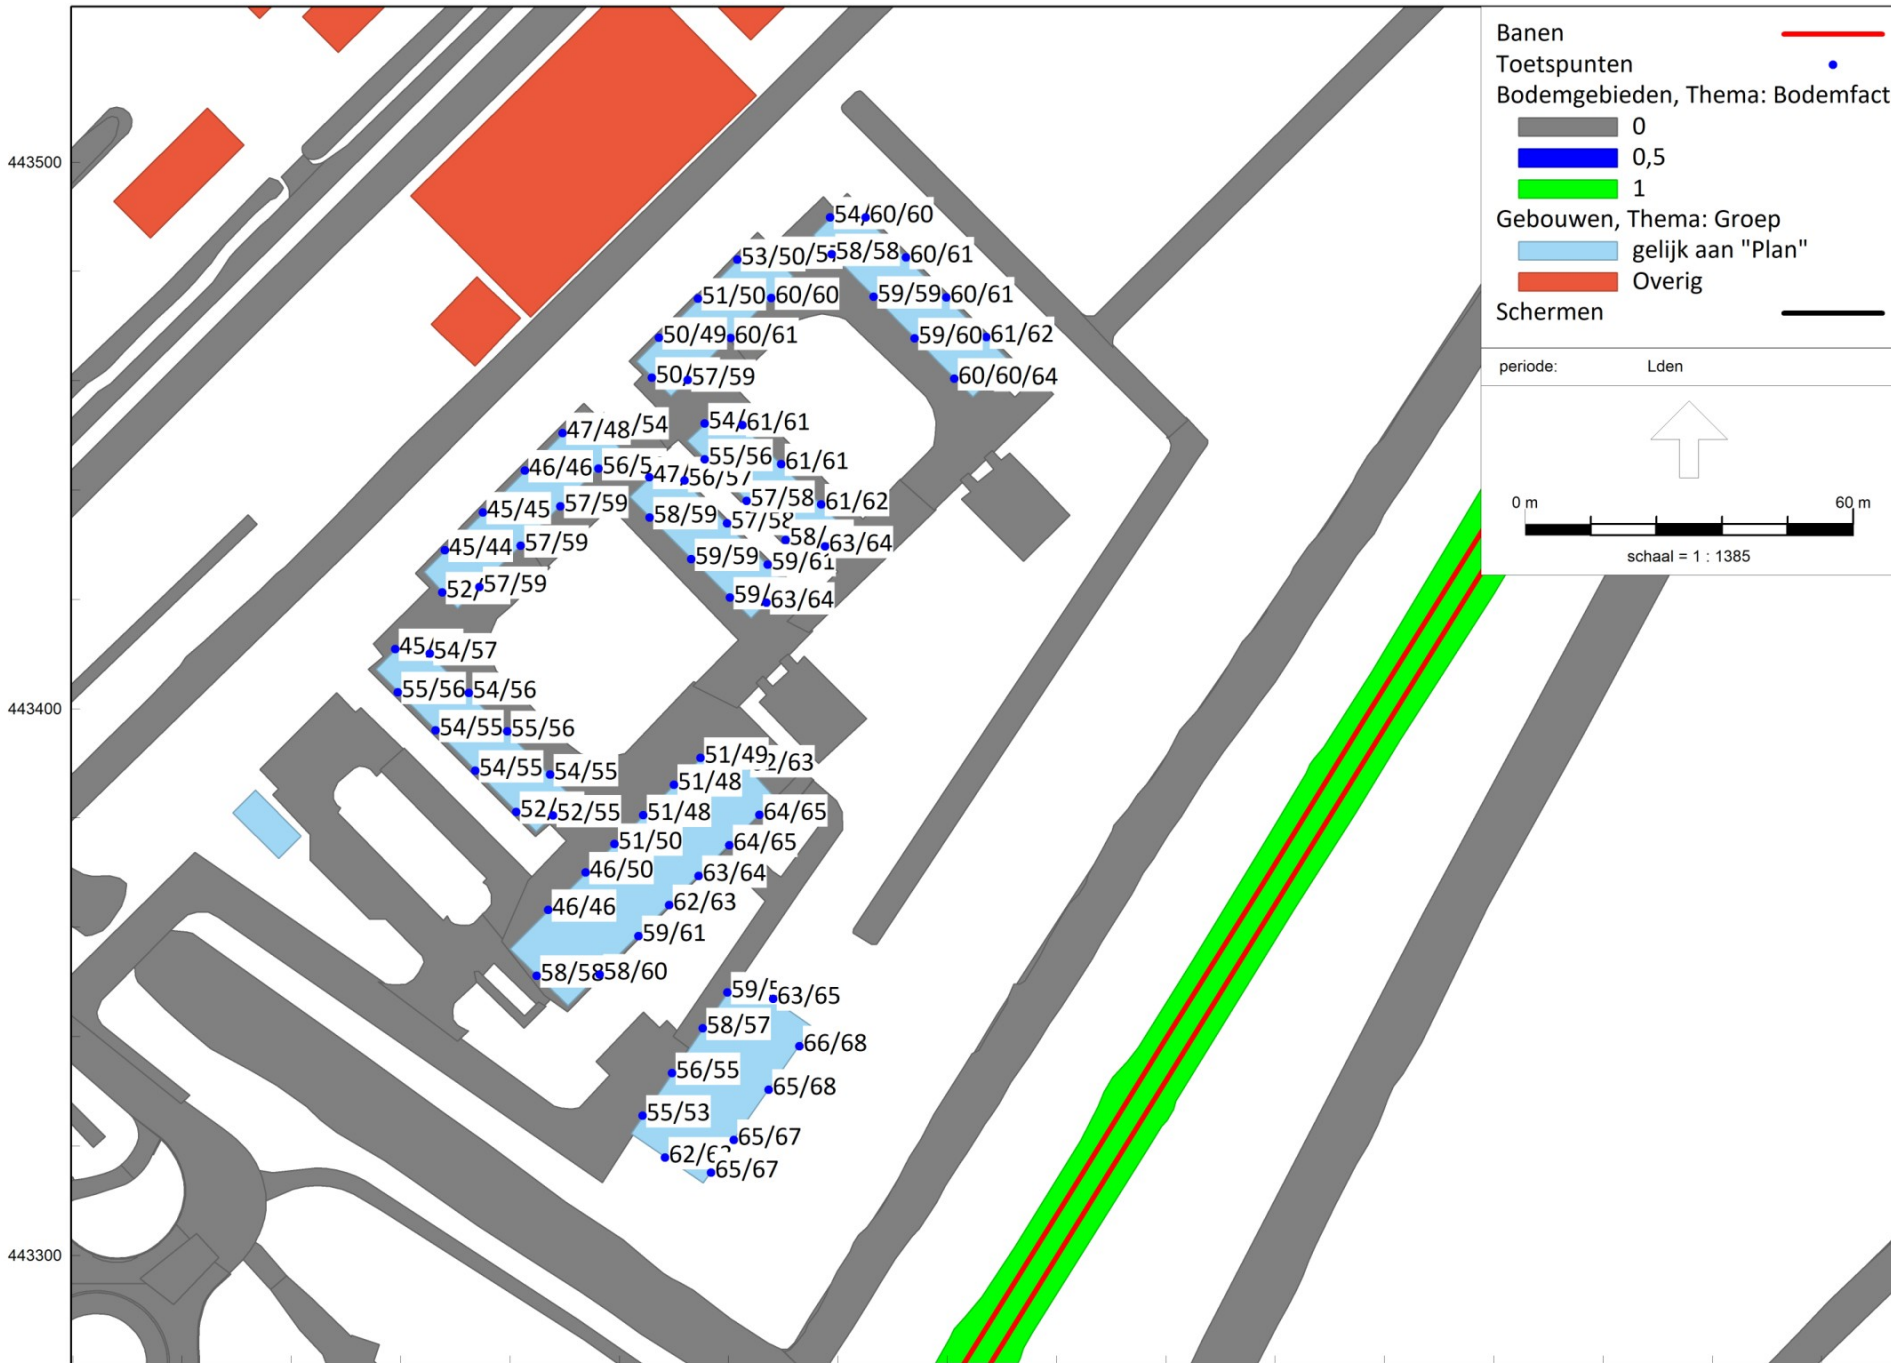 Banen
Toetspunten
Bodemgebieden, Thema: Bodemfact
0
0,5
1
Gebouwen, Thema: Groep
gelijk aan "Plan"
Overig
Schermen
periode: Lden
0 m 60 m
schaal = 1 : 1385
443500
54/60/60
53/50/5 58/58 60/61
51/50 60/60 59/59 60/61
50/49 60/61 59/60 61/62
50/ 57/59 60/60/64
47/48 /54 54/ 61/61
46/46 56/5 47/ 56/57 55/56 61/61
45/45 57/59 58/59 57/58 57/58 61/62
45/44 57/59 59/59 59/61 58/ 63/64
52/ 57/59 59/ 63/64
45/ 54/57
55/56 54/56
443400
54/55 55/56
54/55 54/55
52/ 52/55
51/49 2/63
51/48
51/48 64/65
51/50 64/65
46/50 63/64
46/46 62/63
59/61
58/58 58/60
59/5 63/65
58/57 66/68
56/55 65/68
55/53 65/67
62/6 65/67
443300